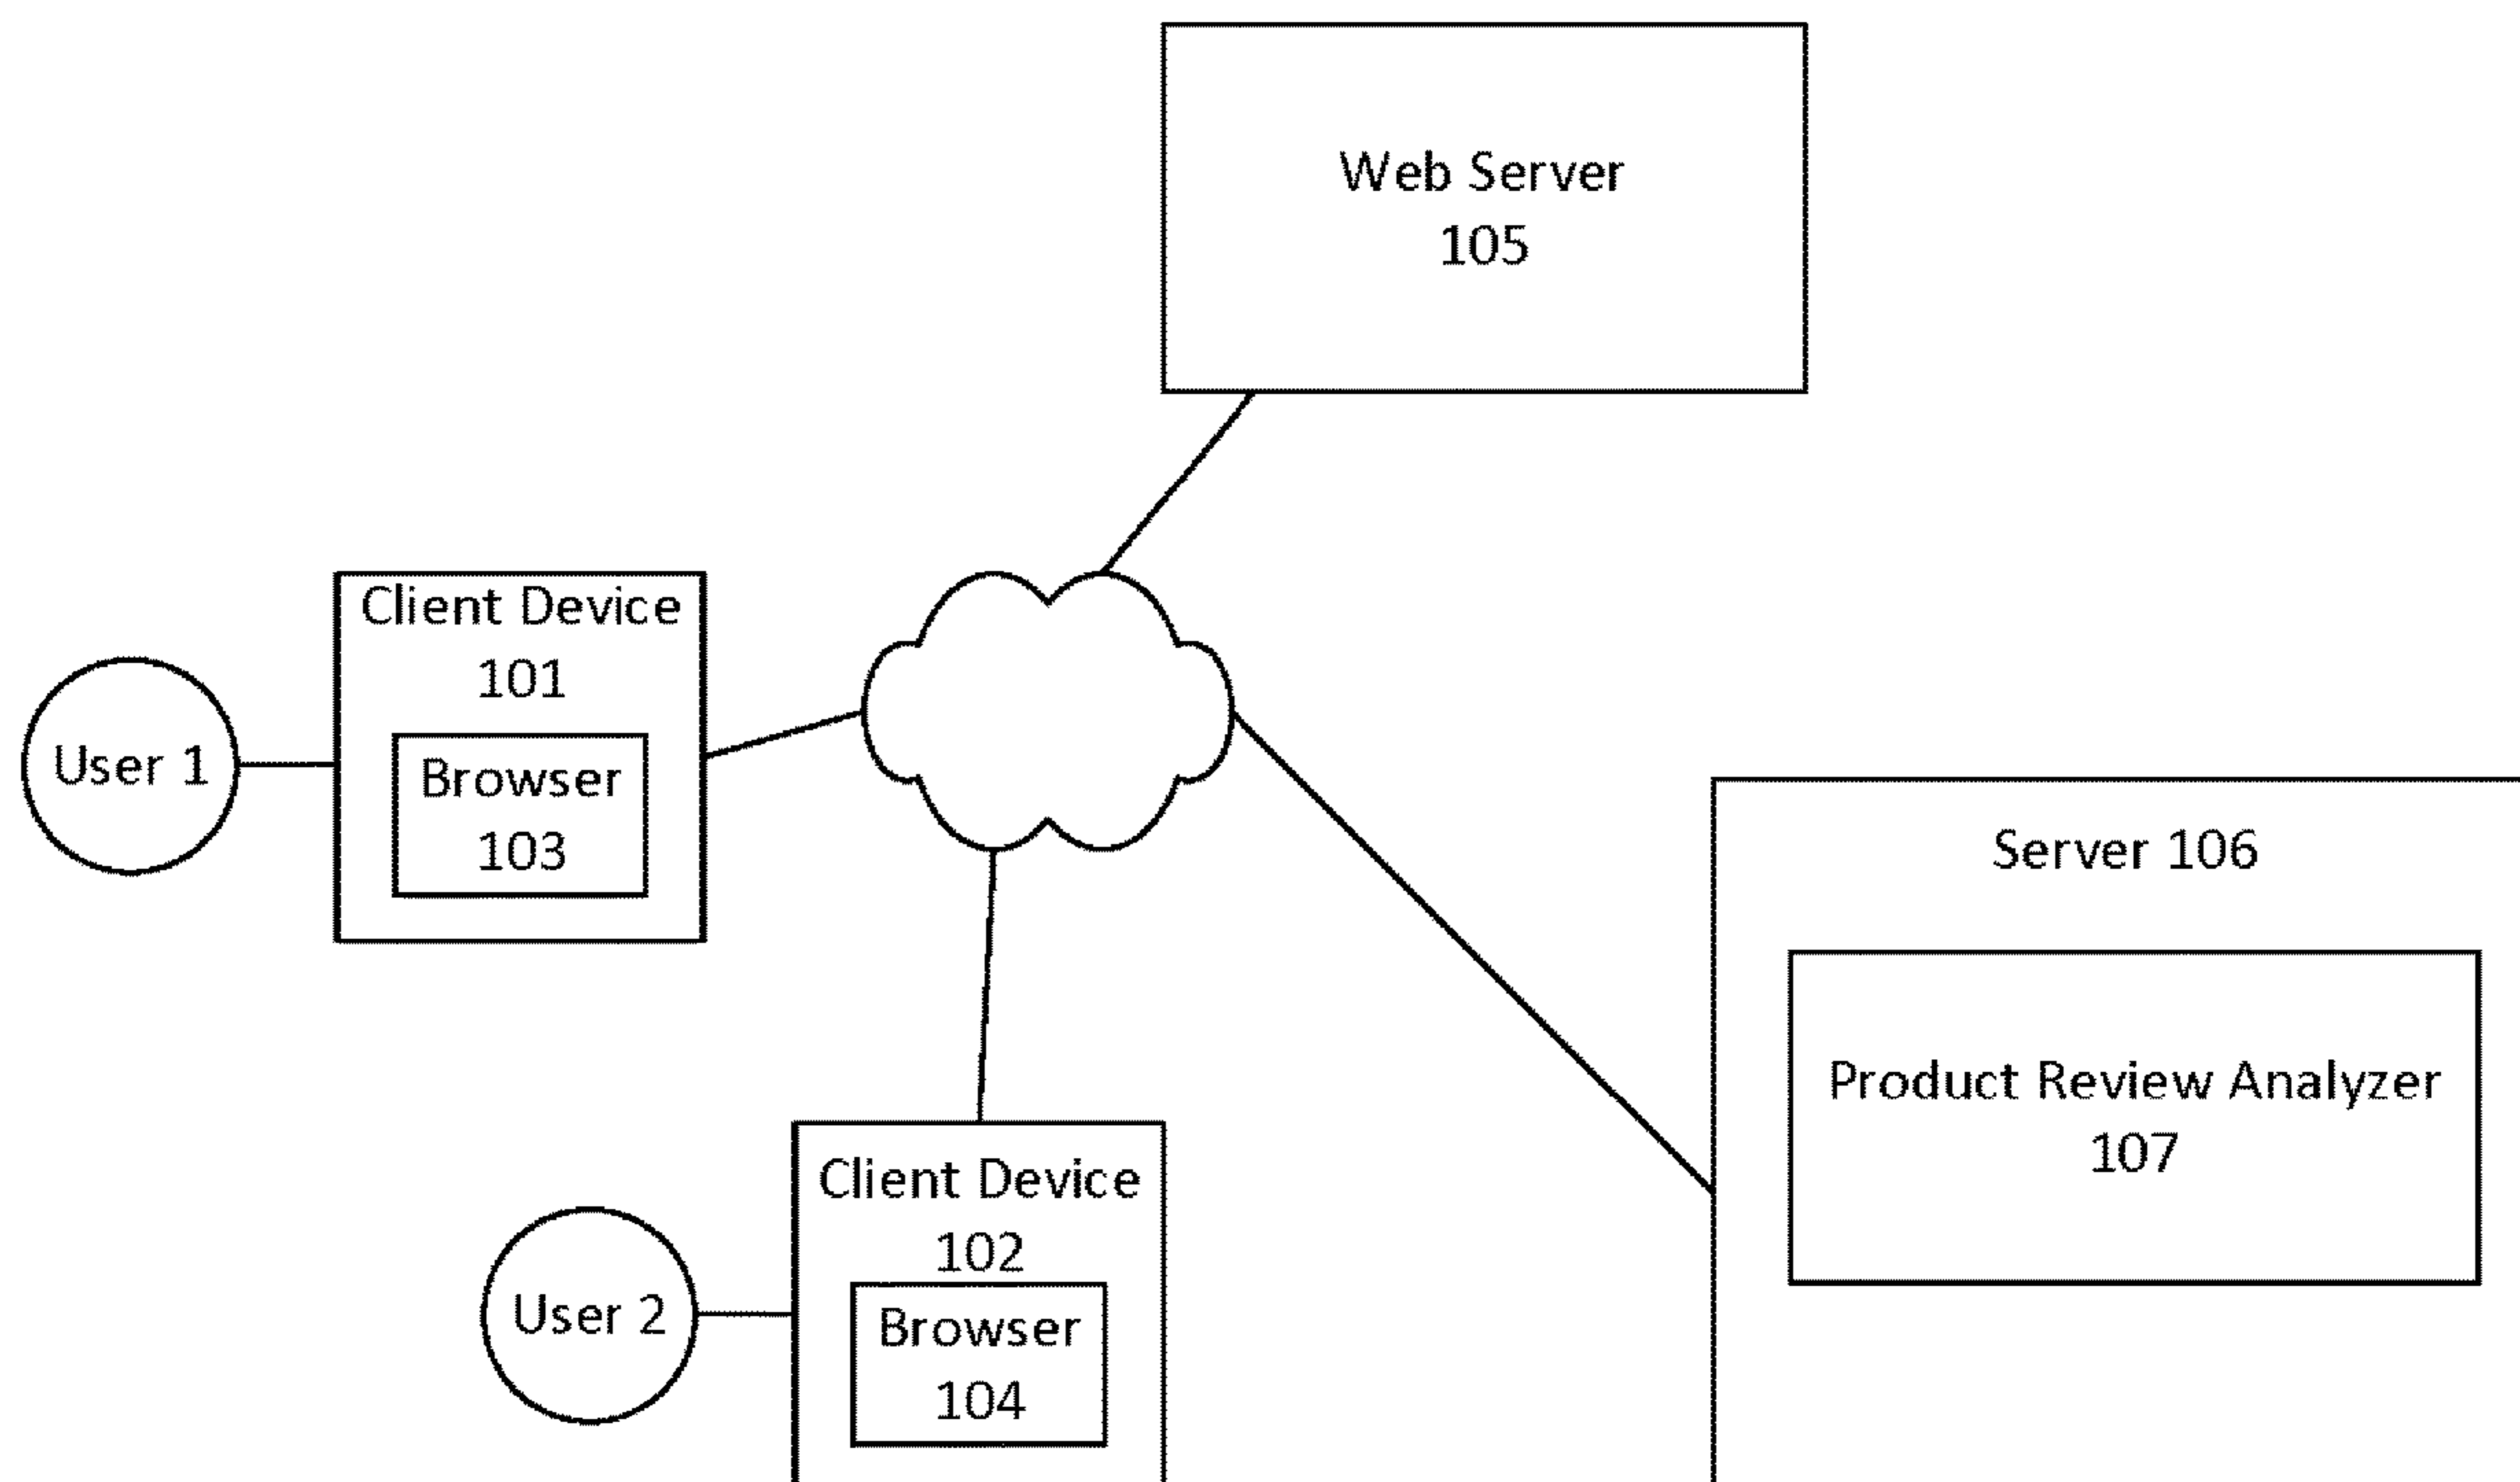 Web Server
105
Client Device
101
Browser
103
User 1
Server 106
Product Review Analyzer
107
Client Device
102
Browser
104
User 2